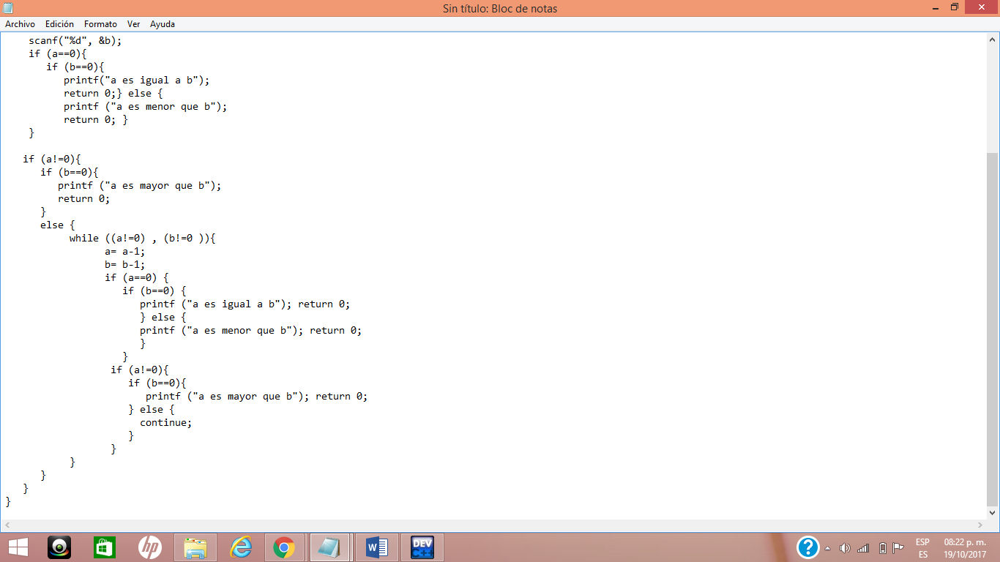 Sin título: Bloc de notas
Archivo Edición Formato Ver Ayuda
scanf("%d", &b);
if (a==0){
if (b==0){
printf("a es igual a b");
return 0;} else {
printf ("a es menor que b");
return 0; }
}
if (a!=0){
if (b==0){
printf ("a es mayor que b");
return 0;
}
else {
while ((a!=0) , (b!=0 )){
a= a-1;
b= b-1;
if (a==0) {
if (b==0) {
printf ("a es igual a b"); return 0;
} else {
printf ("a es menor que b"); return 0;
}
}
if (a!=0){
if (b==0){
printf ("a es mayor que b"); return 0;
} else {
continue;
}
}
}
}
}
}
hp
W
DEV
C++
?
ESP
ES
08:22 p. m.
19/10/2017